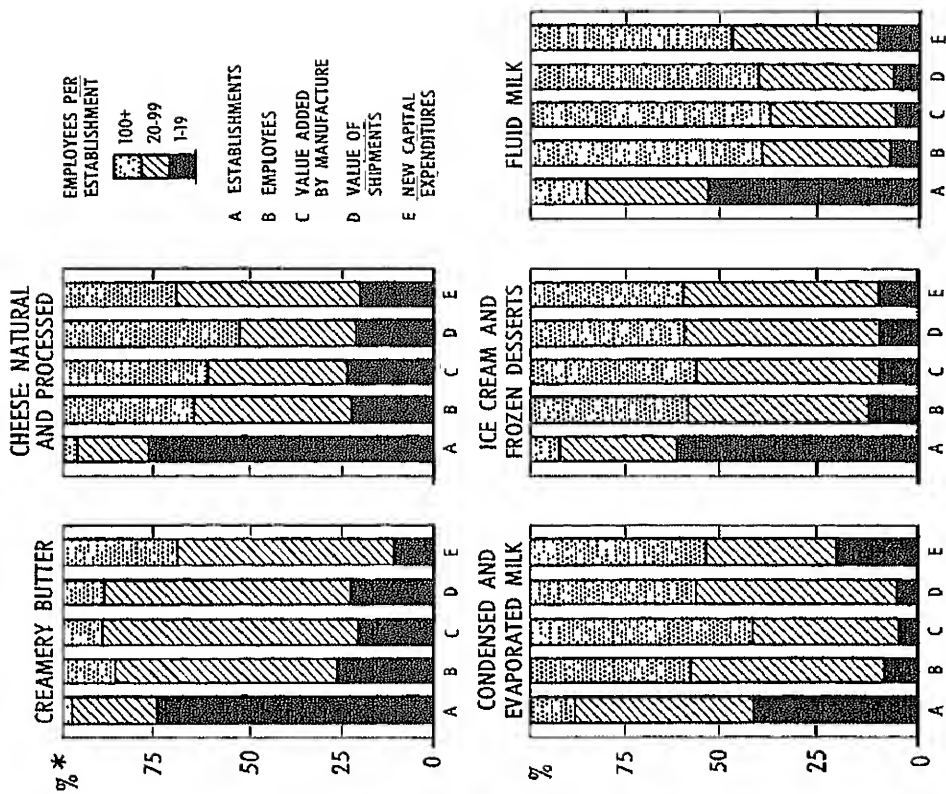 CREAMERY BUTTER
% *
75
50
25
0
A B C D E
CHEESE: NATURAL
AND PROCESSED
A B C D E
EMPLOYEES PER
ESTABLISHMENT
100+
20-99
1-19
A ESTABLISHMENTS
B EMPLOYEES
C VALUE ADDED
BY MANUFACTURE
D VALUE OF
SHIPMENTS
E NEW CAPITAL
EXPENDITURES
CONDENSED AND
EVAPORATED MILK
%
75
50
25
0
A B C D E
ICE CREAM AND
FROZEN DESSERTS
A B C D E
FLUID MILK
A B C D E